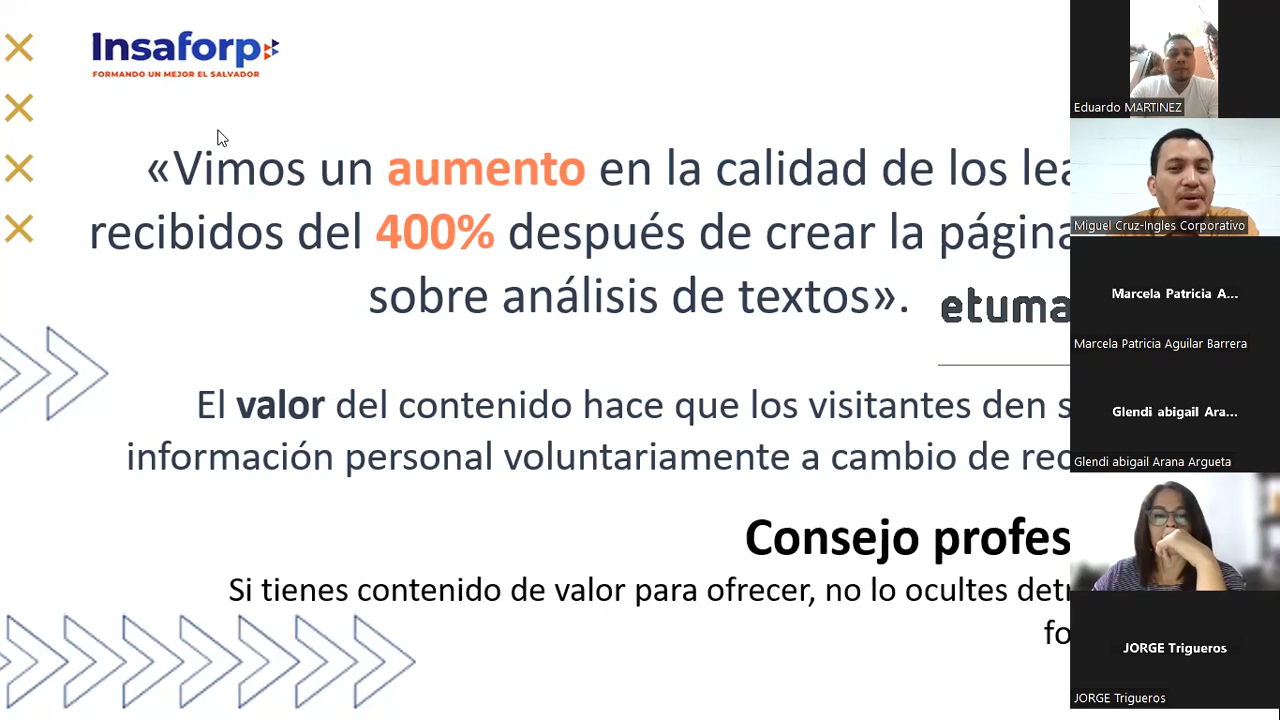 Insaforp
FORMANDO UN MEJOR EL SALVADOR
«Vimos un aumento en la calidad de los
recibidos del 400% después de crear la página
sobre análisis de textos».
etuma
El valor del contenido hace que los visitantes den
información personal voluntariamente a cambio de
Consejo
Si tienes contenido de valor para ofrecer, no lo ocultes
Eduardo MARTINEZ
Miguel Cruz-Ingles Corporativo
Marcela Patricia A...
Marcela Patricia Aguilar Barrera
Glendi abigail Ara...
Glendi abigail Arana Argueta
JORGE Trigueros
JORGE Trigueros